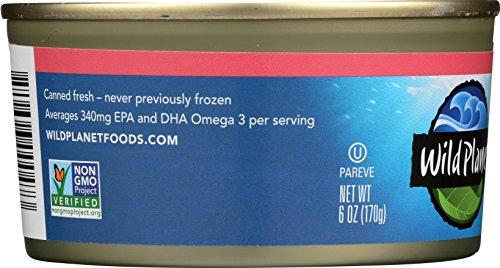 Canned fresh – never previously frozen
Averages 340mg EPA and DHA Omega 3 per serving
WILDPLANETFOODS.COM
NON
GMO
Project
VERIFIED
nongmoproject.org
U
PAREVE
NET WT
6 OZ (170g)
Wild